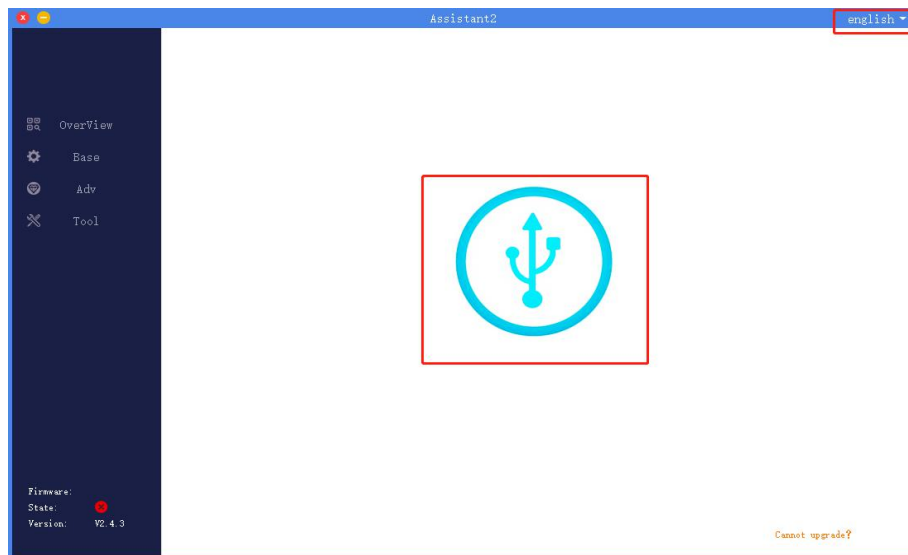 Assistant2
english
OverView
Base
Adv
Tool
Firmware:
State:
Version: V2.4.3
Cannot upgrade?